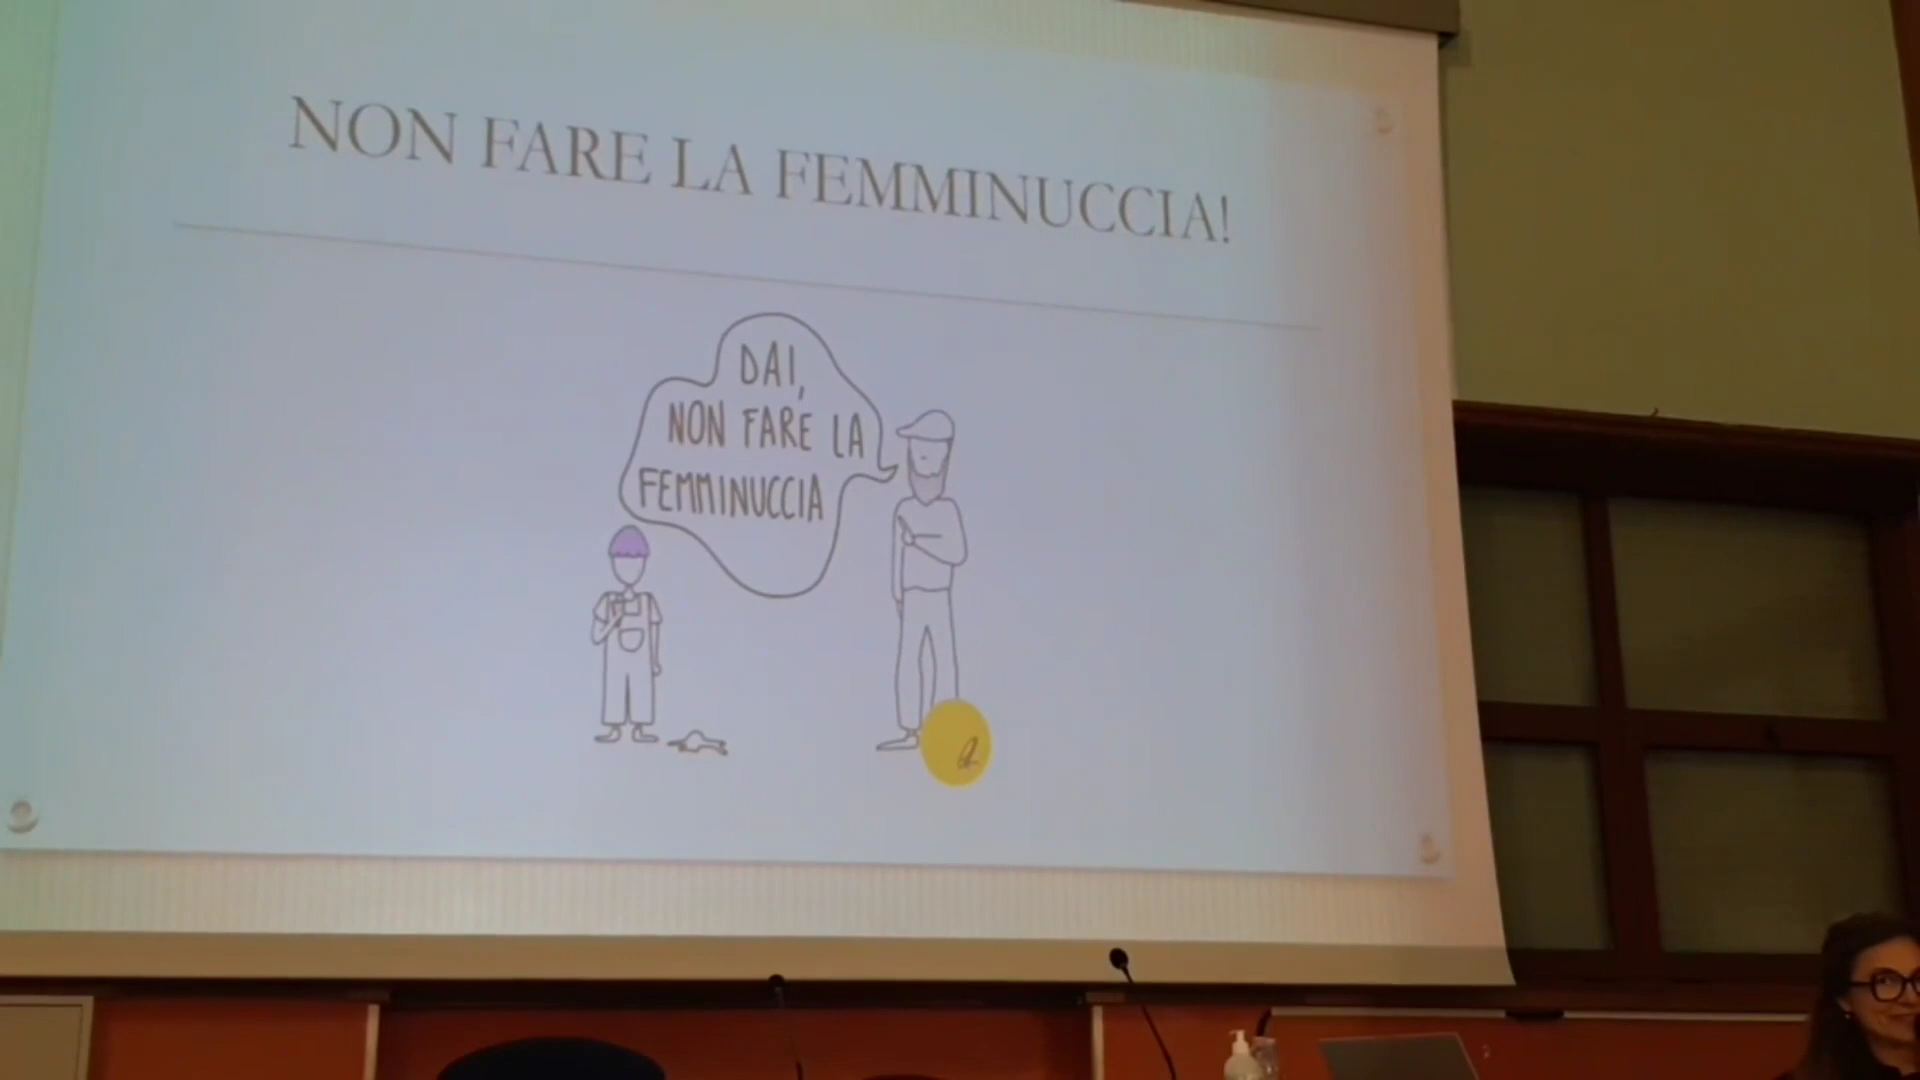 NON FARE LA FEMMINUCCIA!
DAI,
NON FARE LA
FEMMINUCCIA